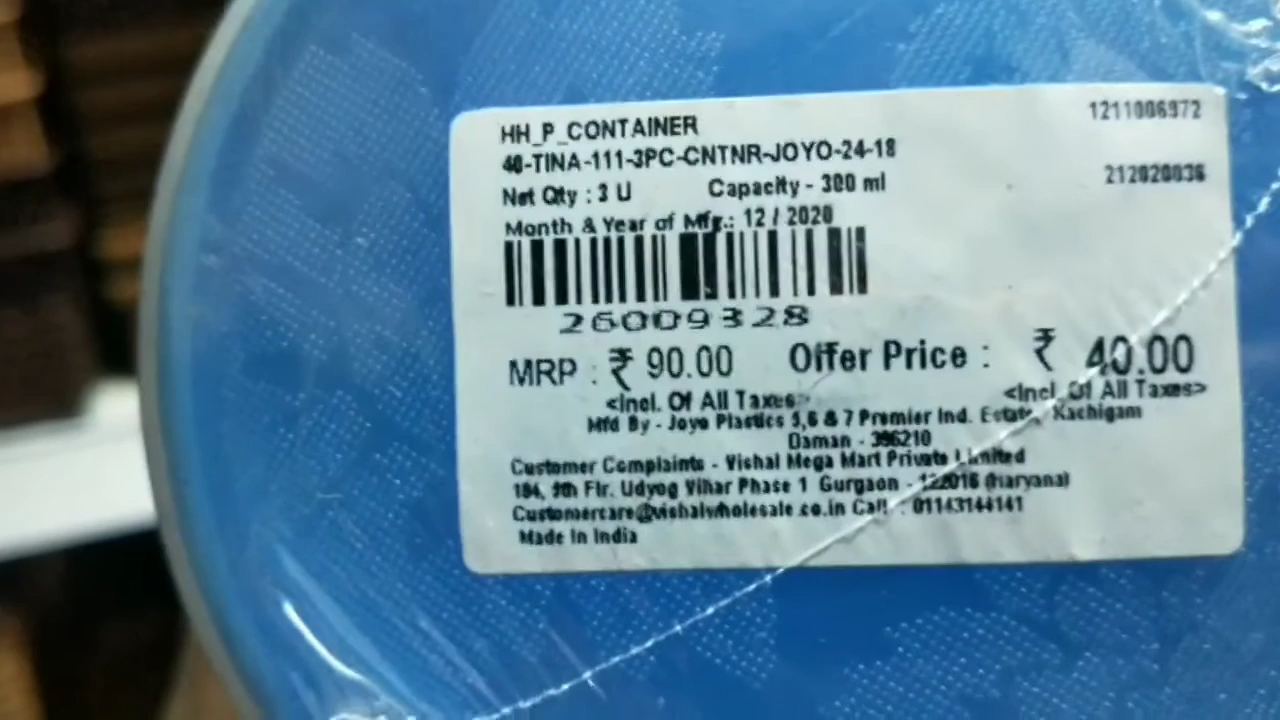 HH_P_CONTAINER 1211006972
40-TINA-111-3PC-CNTNR-JOYO-24-18
Net Qty : 3 U Capacity - 300 ml 212020036
Month & Year of Mfg.: 12 / 2020
26009328
MRP : ₹ 90.00 Offer Price : ₹ 40.00
<Incl. Of All Taxes> <Incl. Of All Taxes>
Mfd By - Joyo Plastics 5,6 & 7 Premier Ind. Estate, Kachigam
Daman - 396210
Customer Complaints - Vishal Mega Mart Private Limited
184, 5th Flr. Udyog Vihar Phase 1 Gurgaon - 122016 (Haryana)
Customercare@vishalwholesale.co.in Call : 01143144141
Made In India